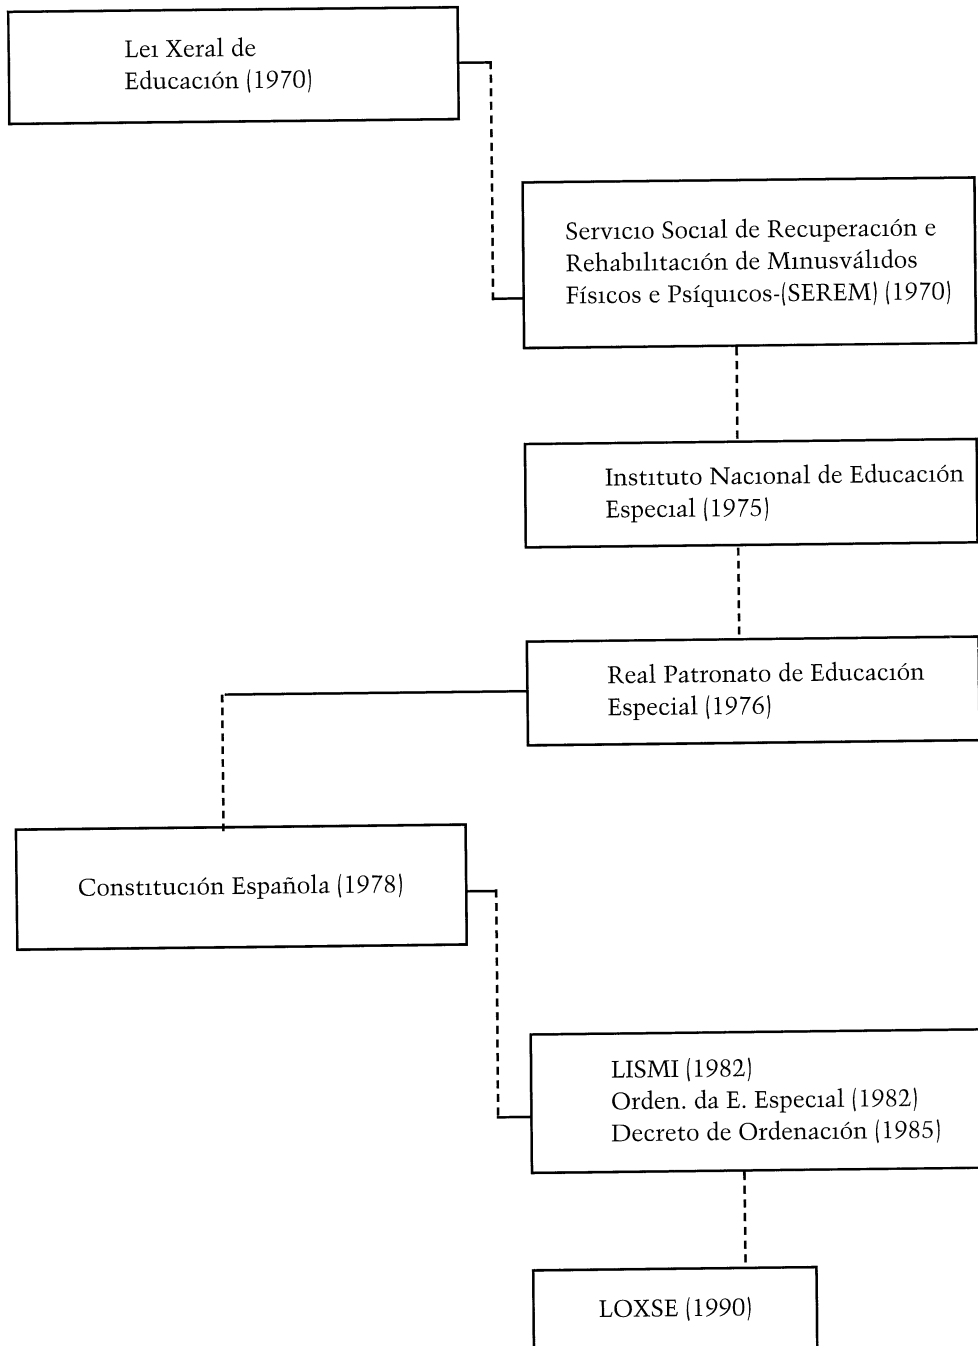 Lei Xeral de
Educación (1970)
Servicio Social de Recuperación e
Rehabilitación de Minusválidos
Físicos e Psíquicos-(SEREM) (1970)
Instituto Nacional de Educación
Especial (1975)
Real Patronato de Educación
Especial (1976)
Constitución Española (1978)
LISMI (1982)
Orden. da E. Especial (1982)
Decreto de Ordenación (1985)
LOXSE (1990)